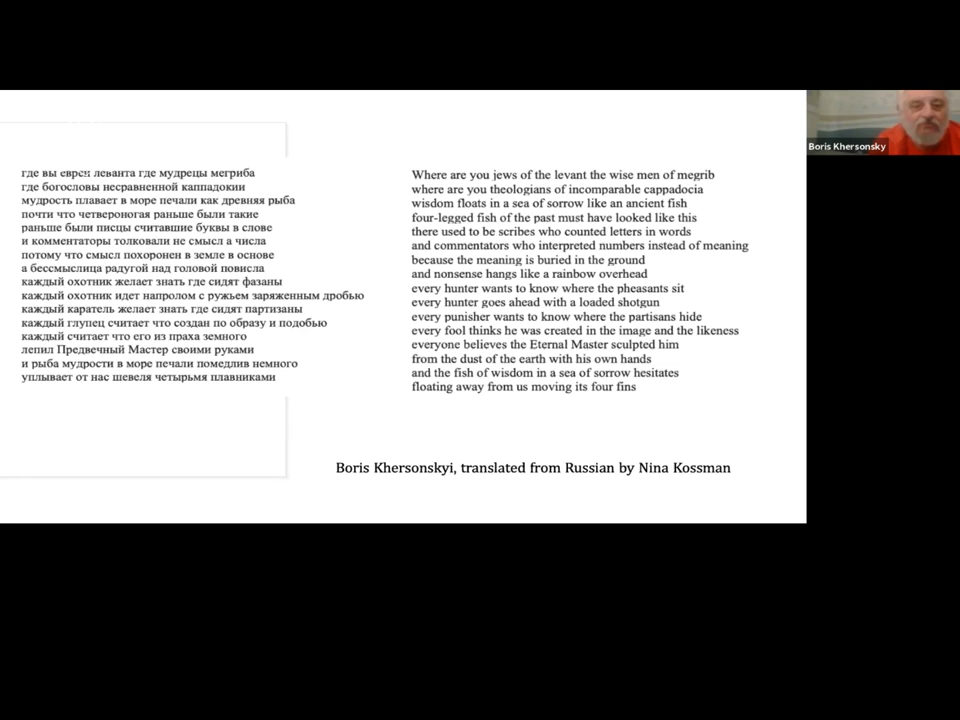 где вы евреи леванта где мудрецы мегриба
где богословы несравненной каппадокии
мудрость плавает в море печали как древняя рыба
почти что четвероногая раньше были такие
раньше были писцы считавшие буквы в слове
и комментаторы толковали не смысл а числа
потому что смысл похоронен в земле в основе
а бессмыслица радугой над головой повисла
каждый охотник желает знать где сидят фазаны
каждый охотник идет напролом с ружьем заряженным дробью
каждый каратель желает знать где сидят партизаны
каждый глупец считает что создан по образу и подобью
каждый считает что его из праха земного
лепил Предвечный Мастер своими руками
и рыба мудрости в море печали помедлив немного
уплывает от нас шевеля четырьмя плавниками
Where are you jews of the levant the wise men of megrib
where are you theologians of incomparable cappadocia
wisdom floats in a sea of sorrow like an ancient fish
four-legged fish of the past must have looked like this
there used to be scribes who counted letters in words
and commentators who interpreted numbers instead of meaning
because the meaning is buried in the ground
and nonsense hangs like a rainbow overhead
every hunter wants to know where the pheasants sit
every hunter goes ahead with a loaded shotgun
every punisher wants to know where the partisans hide
every fool thinks he was created in the image and the likeness
everyone believes the Eternal Master sculpted him
from the dust of the earth with his own hands
and the fish of wisdom in a sea of sorrow hesitates
floating away from us moving its four fins
Boris Khersonskyi, translated from Russian by Nina Kossman
Boris Khersonsky